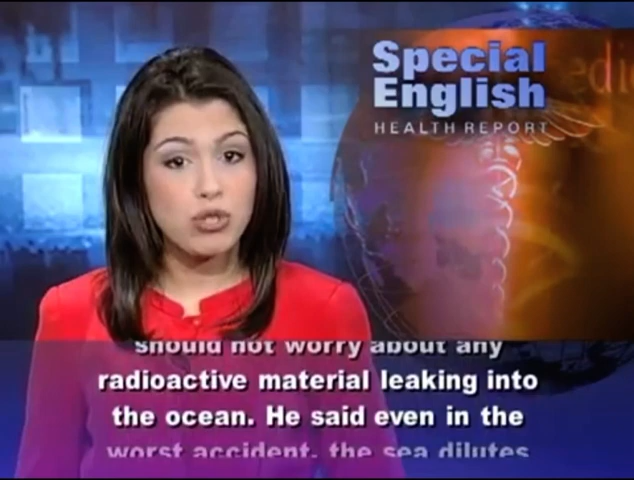 Special
English
HEALTH REPORT
edi
should not worry about any
radioactive material leaking into
the ocean. He said even in the
worst accident, the sea dilutes